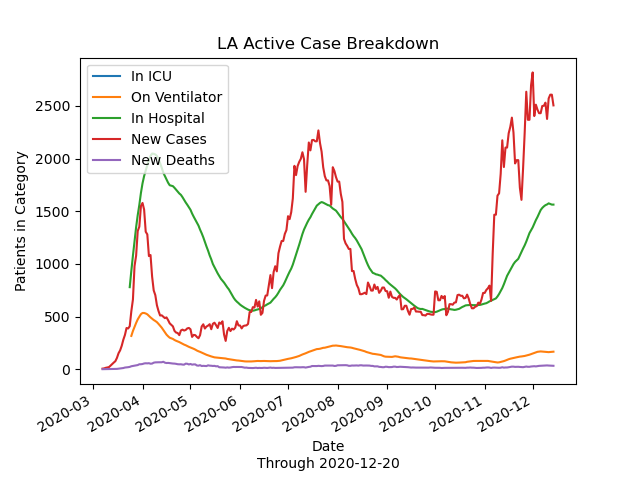 LA Active Case Breakdown
In ICU
On Ventilator
In Hospital
New Cases
New Deaths
Patients in Category
2500
2000
1500
1000
500
0
2020-03
2020-04
2020-05
2020-06
2020-07
2020-08
2020-09
2020-10
2020-11
2020-12
Date
Through 2020-12-20